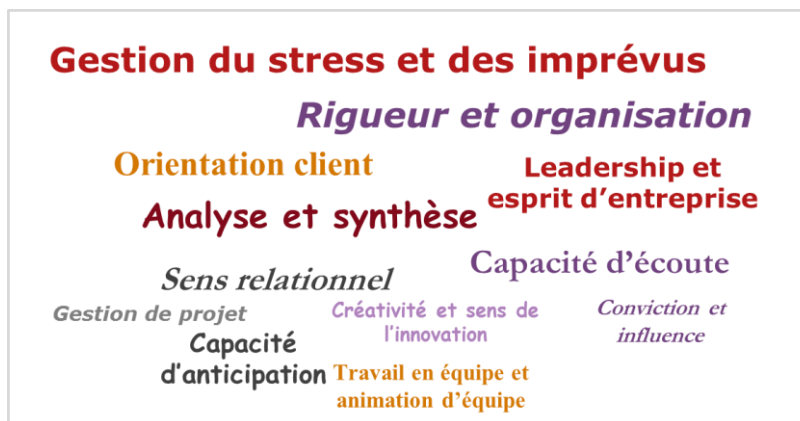 Gestion du stress et des imprévus
Rigueur et organisation
Orientation client
Leadership et
esprit d'entreprise
Analyse et synthèse
Capacité d'écoute
Sens relationnel
Gestion de projet
Créativité et sens de
l'innovation
Conviction et
influence
Capacité
d'anticipation
Travail en équipe et
animation d'équipe